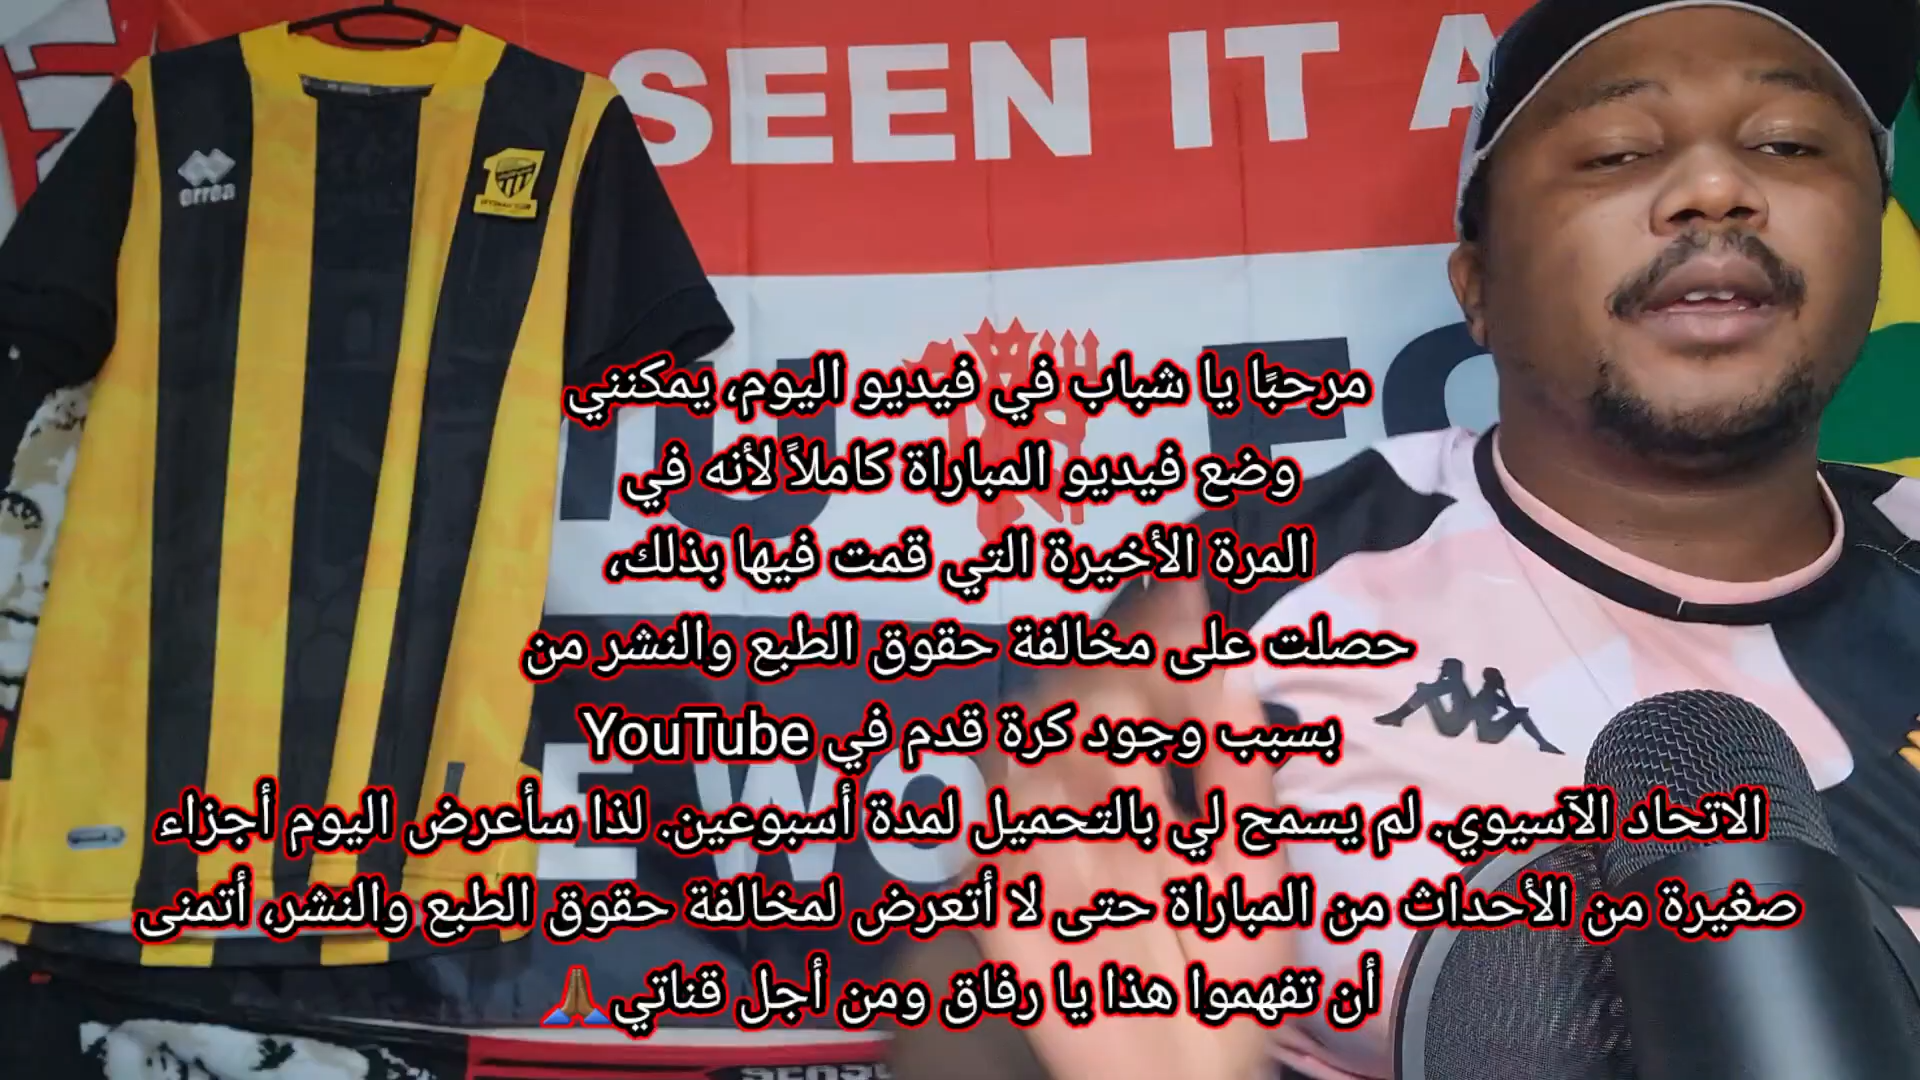 SEEN IT A
errea
مرحبًا يا شباب في فيديو اليوم، يمكنني
وضع فيديو المباراة كاملاً لأنه في
المرة الأخيرة التي قمت فيها بذلك،
حصلت على مخالفة حقوق الطبع والنشر من
بسبب وجود كرة قدم في YouTube
الاتحاد الآسيوي. لم يسمح لي بالتحميل لمدة أسبوعين. لذا سأعرض اليوم أجزاء
صغيرة من الأحداث من المباراة حتى لا أتعرض لمخالفة حقوق الطبع والنشر، أتمنى
أن تفهموا هذا يا رفاق ومن أجل قناتي🙏🏾